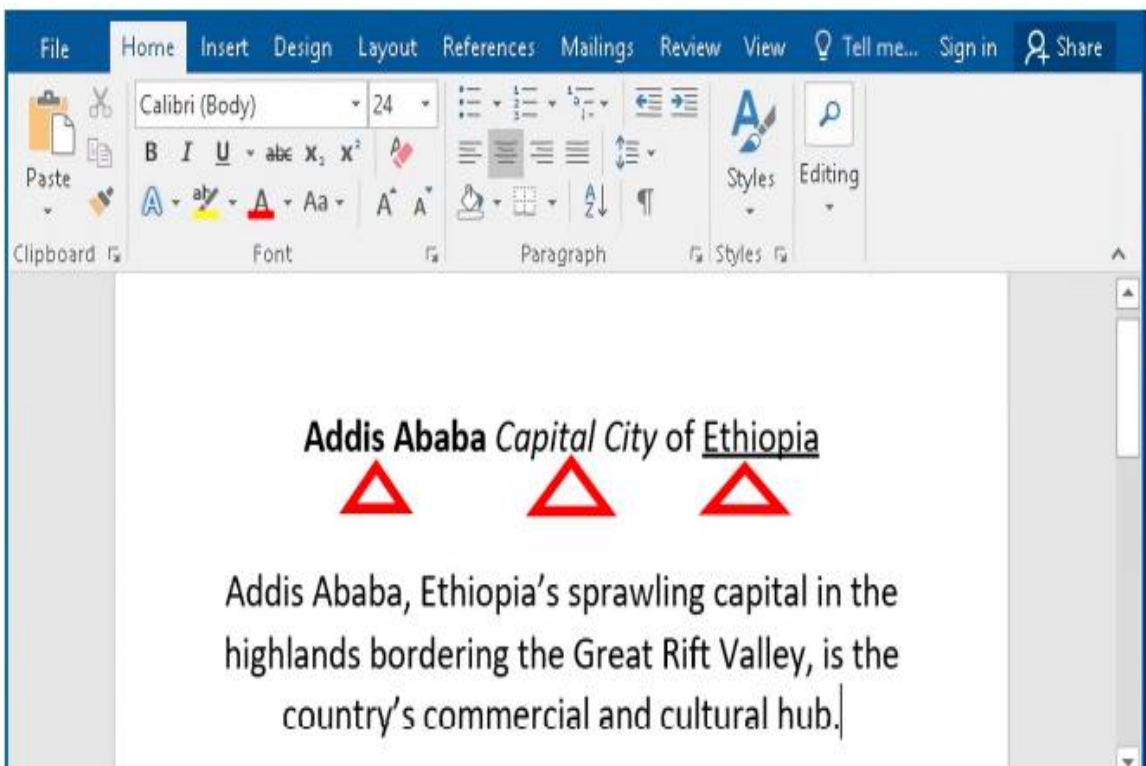 File Home Insert Design Layout References Mailings Review View Tell me... Sign in Share
Calibri (Body) 24
B I U abc X₂ X²
Paste
A aby A Aa A A
Styles
Editing
Clipboard Font Paragraph Styles
Addis Ababa Capital City of Ethiopia
Addis Ababa, Ethiopia's sprawling capital in the
highlands bordering the Great Rift Valley, is the
country's commercial and cultural hub.